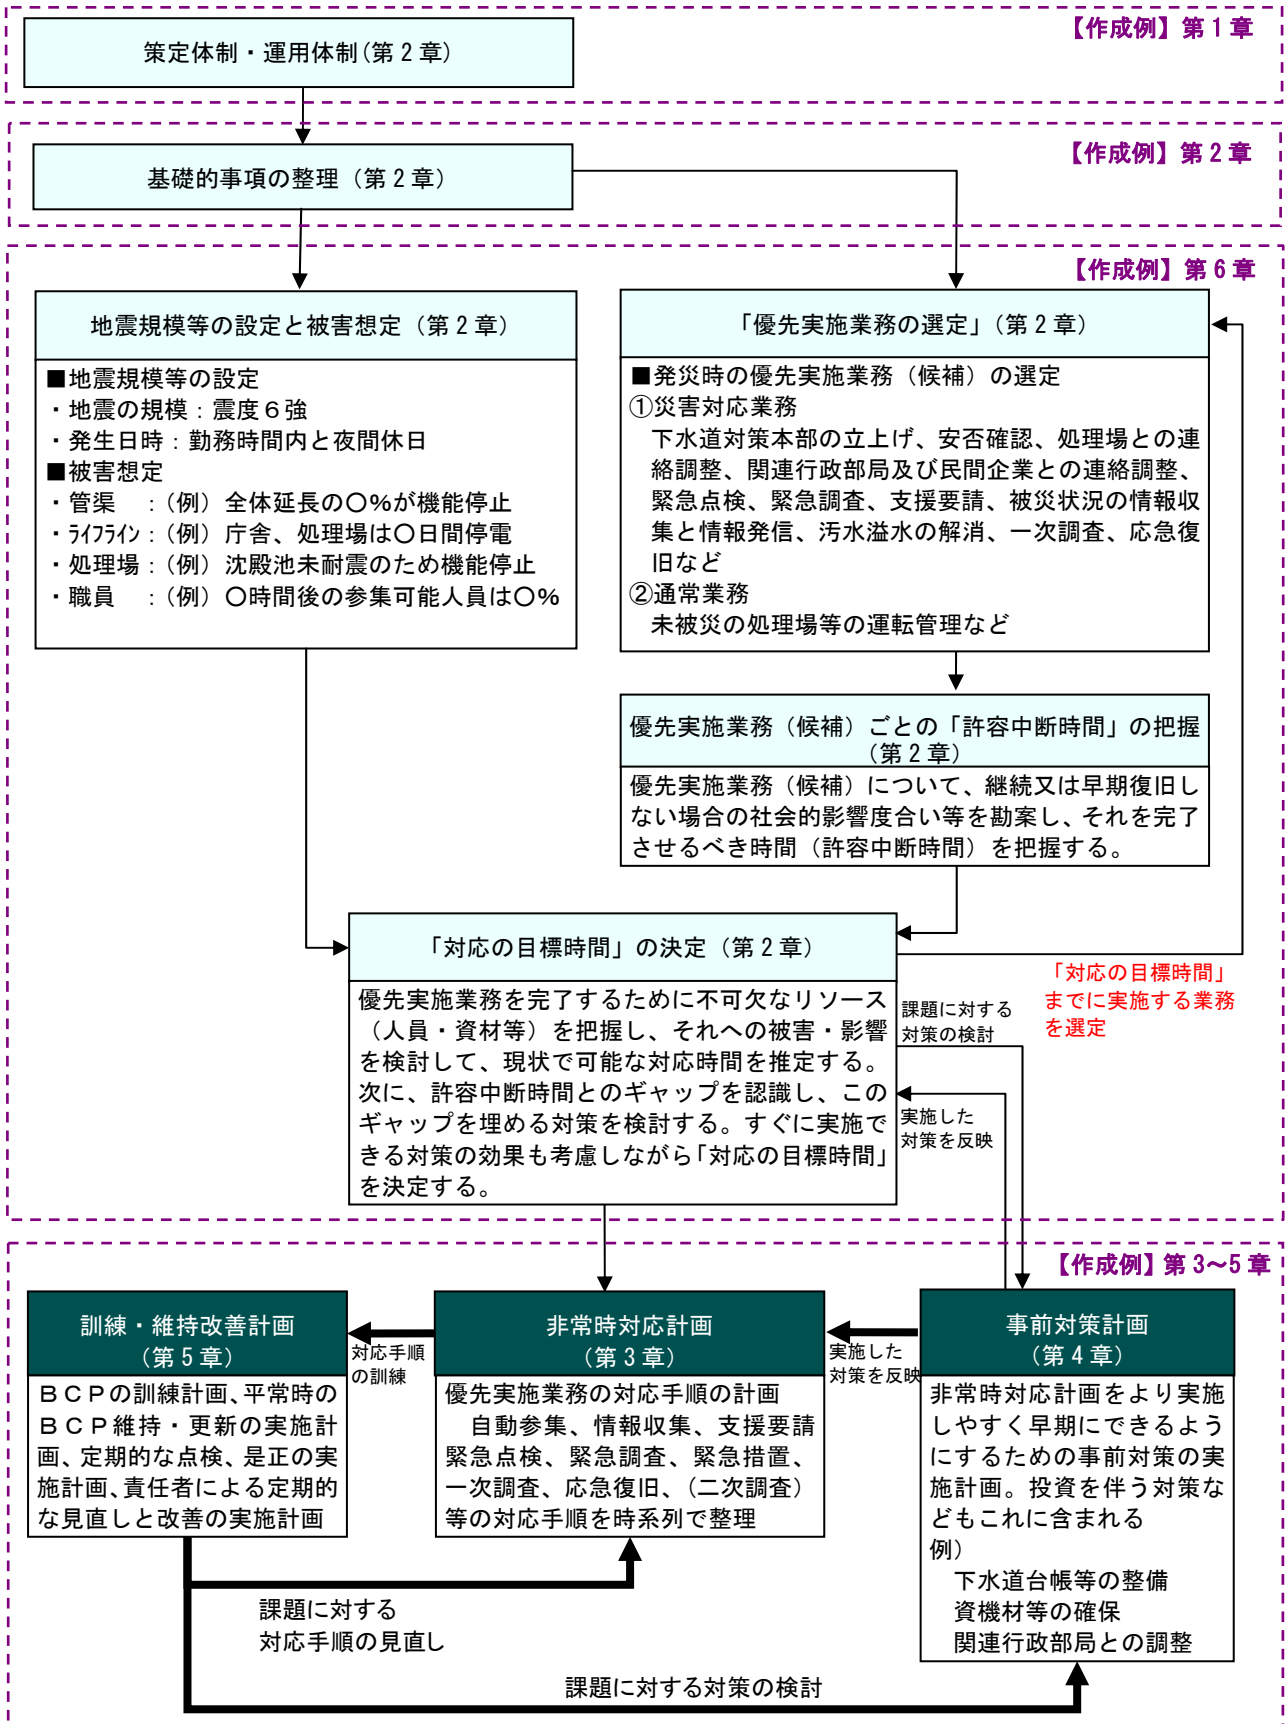 【作成例】第1章
策定体制・運用体制(第2章)
【作成例】第2章
基礎的事項の整理(第2章)
【作成例】第6章
地震規模等の設定と被害想定(第2章)
■地震規模等の設定
・地震の規模:震度6強
・発生日時:勤務時間内と夜間休日
■被害想定
・管渠 :(例)全体延長の〇%が機能停止
・ﾗｲﾌﾗｲﾝ:(例)庁舎、処理場は〇日間停電
・処理場:(例)沈殿池未耐震のため機能停止
・職員 :(例)〇時間後の参集可能人員は〇%
「優先実施業務の選定」(第2章)
■発災時の優先実施業務(候補)の選定
①災害対応業務
下水道対策本部の立上げ、安否確認、処理場との連
絡調整、関連行政部局及び民間企業との連絡調整、
緊急点検、緊急調査、支援要請、被災状況の情報収
集と情報発信、汚水溢水の解消、一次調査、応急復
旧など
②通常業務
未被災の処理場等の運転管理など
優先実施業務(候補)ごとの「許容中断時間」の把握
(第2章)
優先実施業務(候補)について、継続又は早期復旧し
ない場合の社会的影響度合い等を勘案し、それを完了
させるべき時間(許容中断時間)を把握する。
「対応の目標時間」の決定(第2章)
優先実施業務を完了するために不可欠なリソース
(人員・資材等)を把握し、それへの被害・影響
を検討して、現状で可能な対応時間を推定する。
次に、許容中断時間とのギャップを認識し、この
ギャップを埋める対策を検討する。すぐに実施で
きる対策の効果も考慮しながら「対応の目標時間」
を決定する。
「対応の目標時間」
までに実施する業務
を選定
課題に対する
対策の検討
実施した
対策を反映
【作成例】第3～5章
訓練・維持改善計画
(第5章)
BCPの訓練計画、平常時の
BCP維持・更新の実施計
画、定期的な点検、是正の実
施計画、責任者による定期的
な見直しと改善の実施計画
対応手順
の訓練
非常時対応計画
(第3章)
優先実施業務の対応手順の計画
自動参集、情報収集、支援要請
緊急点検、緊急調査、緊急措置、
一次調査、応急復旧、(二次調査)
等の対応手順を時系列で整理
実施した
対策を反映
事前対策計画
(第4章)
非常時対応計画をより実施
しやすく早期にできるよう
にするための事前対策の実
施計画。投資を伴う対策な
どもこれに含まれる
例)
下水道台帳等の整備
資機材等の確保
関連行政部局との調整
課題に対する
対応手順の見直し
課題に対する対策の検討